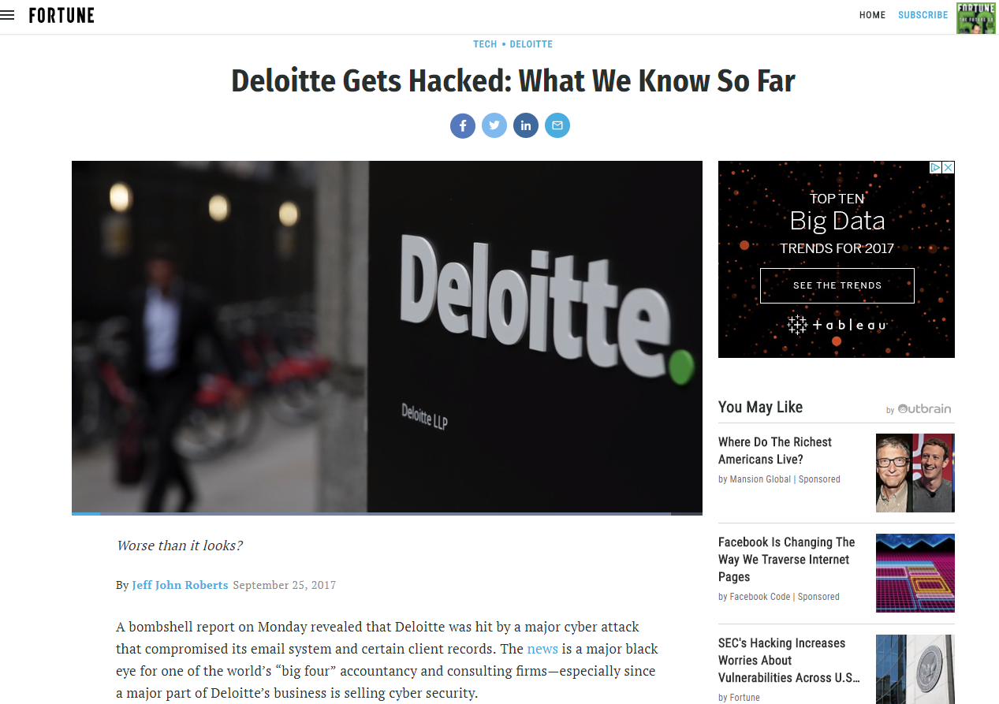 FORTUNE
HOME
SUBSCRIBE
FORTUNE
TECH • DELOITTE
Deloitte Gets Hacked: What We Know So Far
f
in
Deloitte.
Deloitte LLP
Worse than it looks?
By Jeff John Roberts September 25, 2017
A bombshell report on Monday revealed that Deloitte was hit by a major cyber attack
that compromised its email system and certain client records. The news is a major black
eye for one of the world’s “big four” accountancy and consulting firms—especially since
a major part of Deloitte’s business is selling cyber security.
TOP TEN
Big Data
TRENDS FOR 2017
SEE THE TRENDS
+ableau
You May Like
by Outbrain
Where Do The Richest
Americans Live?
by Mansion Global | Sponsored
Facebook Is Changing The
Way We Traverse Internet
Pages
by Facebook Code | Sponsored
SEC's Hacking Increases
Worries About
Vulnerabilities Across U.S...
by Fortune